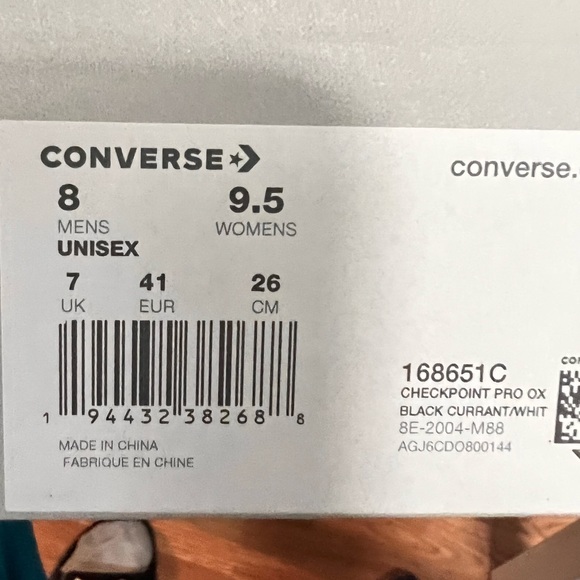 CONVERSE
converse.
8 9.5
MENS WOMENS
UNISEX
7 41 26
UK EUR CM
1 94432 38268 8
168651C
CHECKPOINT PRO OX
BLACK CURRANT/WHIT
8E-2004-M88
AGJ6CDO800144
MADE IN CHINA
FABRIQUE EN CHINE